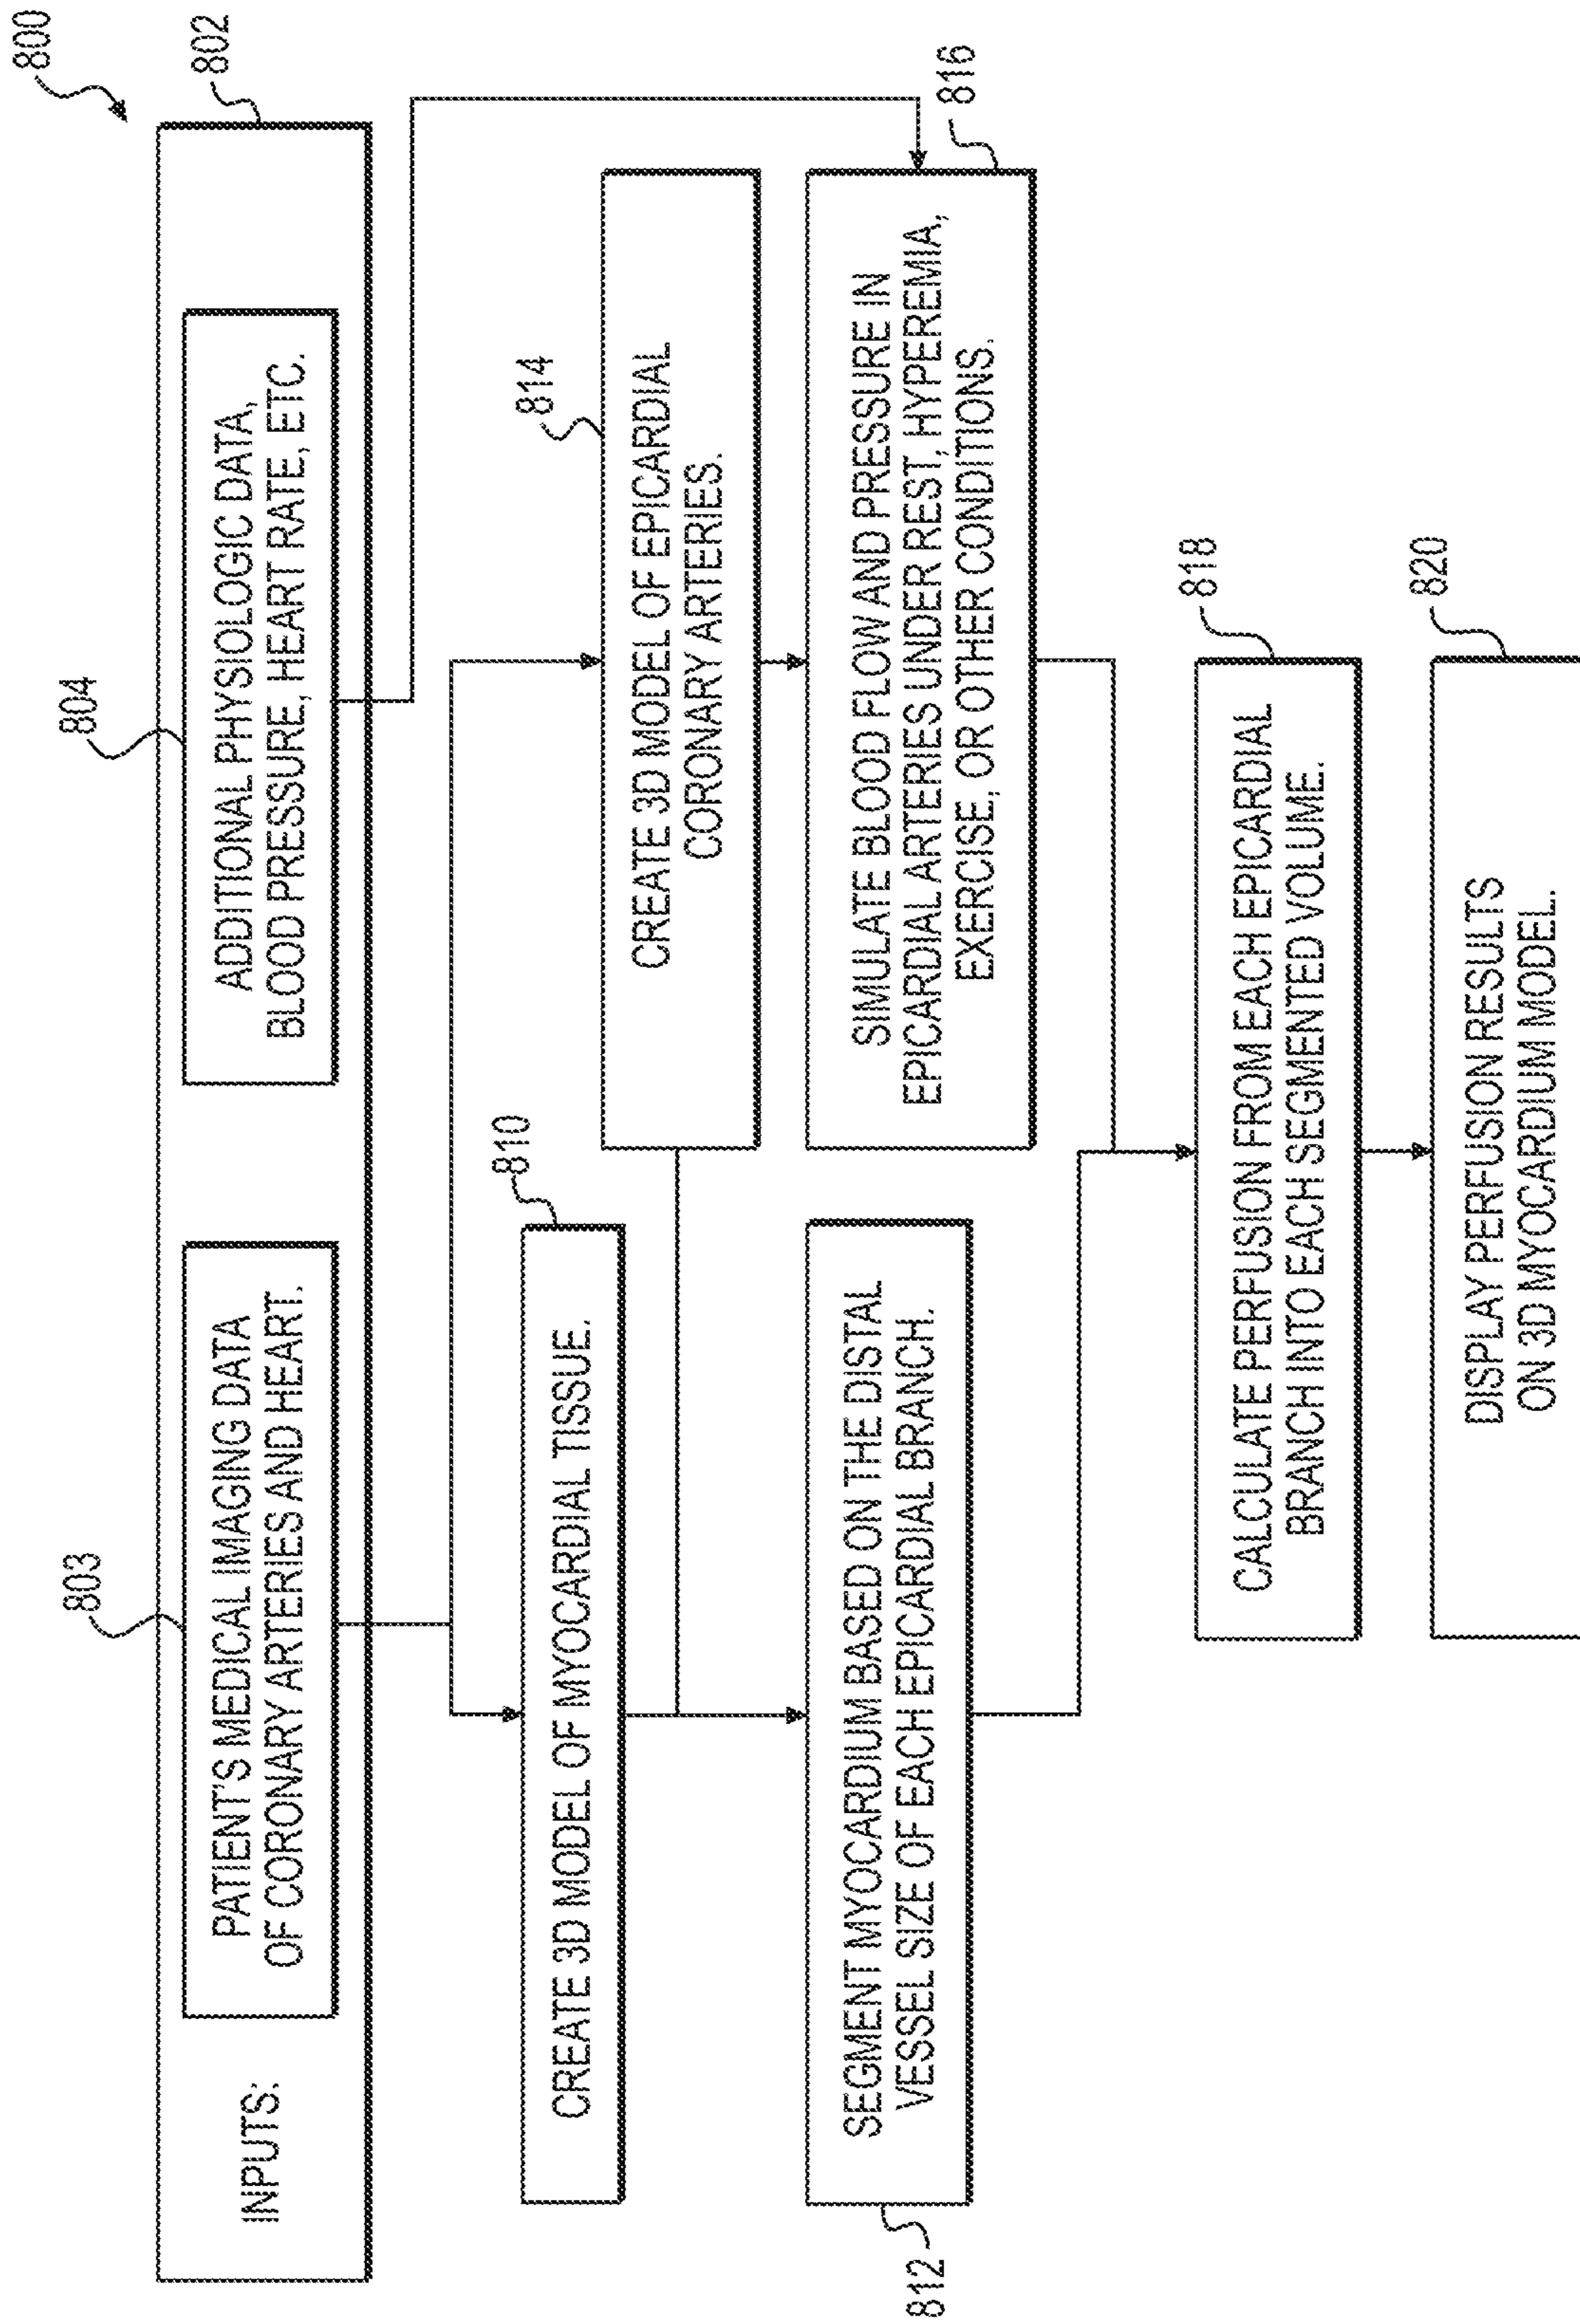 800
802
INPUTS:
803
PATIENT'S MEDICAL IMAGING DATA
OF CORONARY ARTERIES AND HEART.
804
ADDITIONAL PHYSIOLOGIC DATA,
BLOOD PRESSURE, HEART RATE, ETC.
810
CREATE 3D MODEL OF MYOCARDIAL TISSUE.
814
CREATE 3D MODEL OF EPICARDIAL
CORONARY ARTERIES.
812
SEGMENT MYOCARDIUM BASED ON THE DISTAL
VESSEL SIZE OF EACH EPICARDIAL BRANCH.
816
SIMULATE BLOOD FLOW AND PRESSURE IN
EPICARDIAL ARTERIES UNDER REST, HYPEREMIA,
EXERCISE, OR OTHER CONDITIONS.
818
CALCULATE PERFUSION FROM EACH EPICARDIAL
BRANCH INTO EACH SEGMENTED VOLUME.
820
DISPLAY PERFUSION RESULTS
ON 3D MYOCARDIUM MODEL.